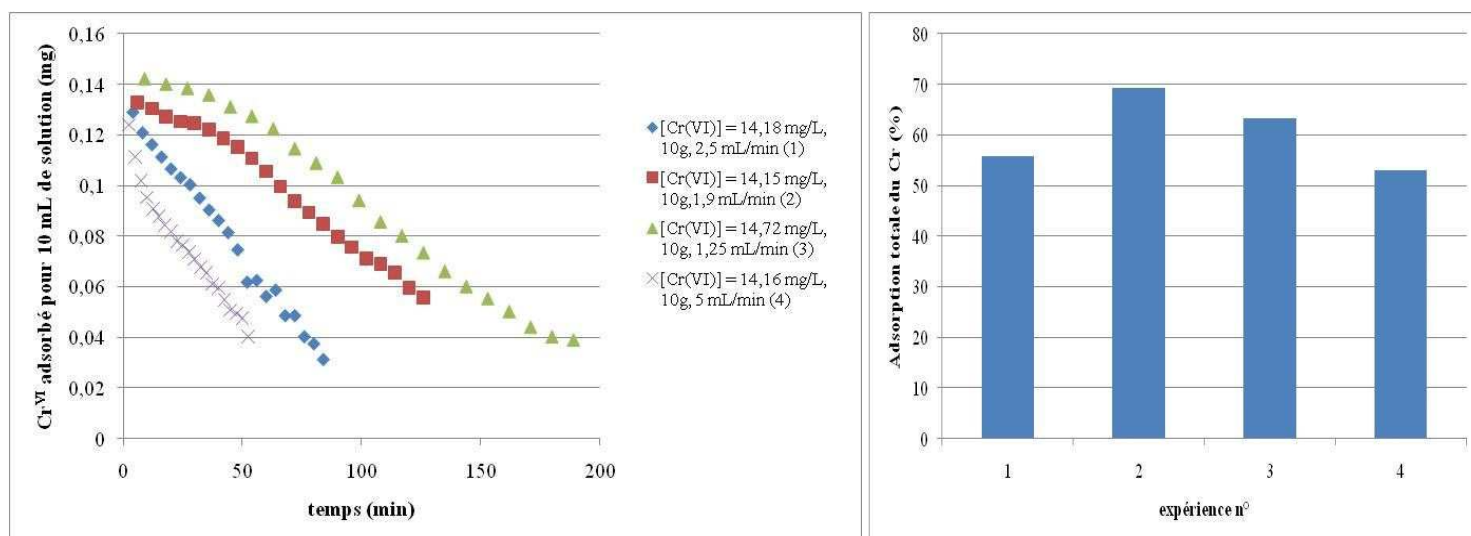 0,16
0,14
0,12
0,1
0,08
0,06
0,04
0,02
0
Cr^VI adsorbé pour 10 mL de solution (mg)
0 50 100 150 200
temps (min)
[Cr(VI)] = 14,18 mg/L,
10g, 2,5 mL/min (1)
[Cr(VI)] = 14,15 mg/L,
10g,1,9 mL/min (2)
[Cr(VI)] = 14,72 mg/L,
10g, 1,25 mL/min (3)
[Cr(VI)] = 14,16 mg/L,
10g, 5 mL/min (4)
80
70
60
50
40
30
20
10
0
Adsorption totale du Cr (%)
1 2 3 4
expérience n°